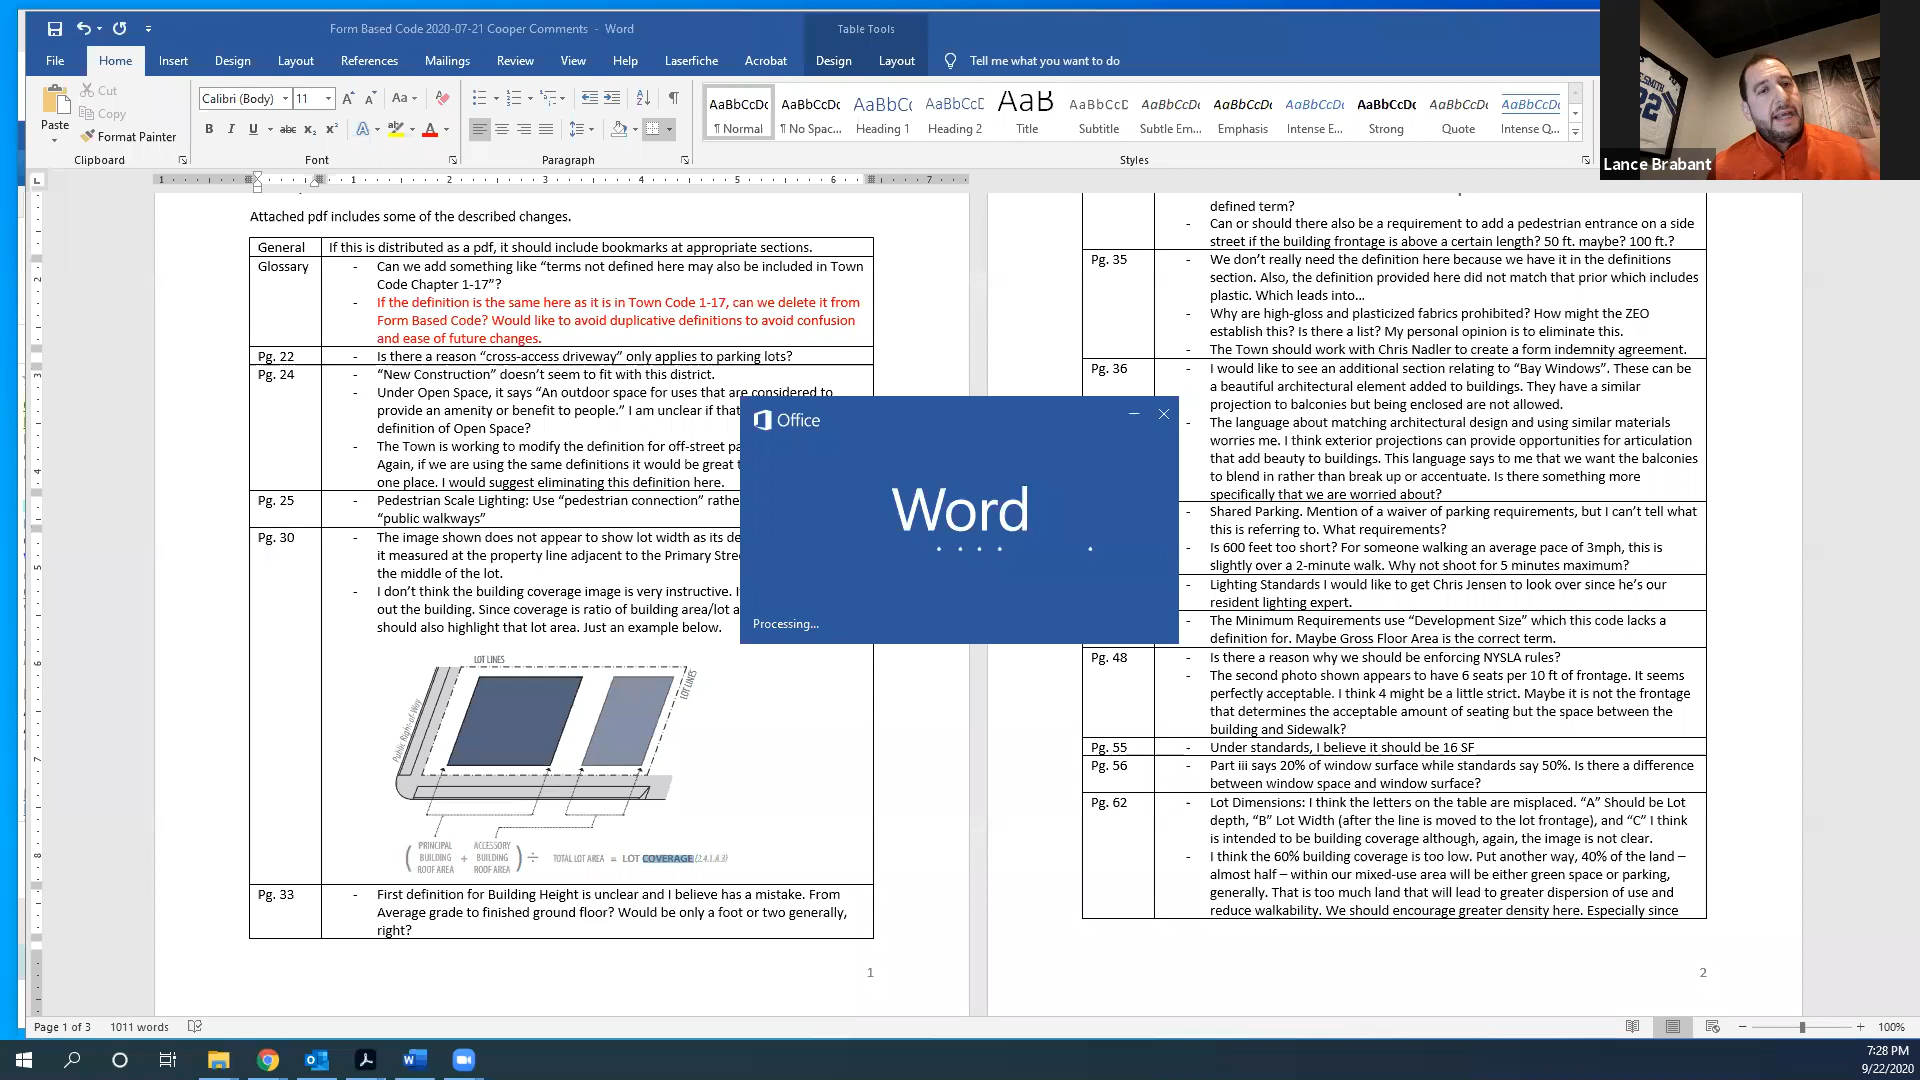 Form Based Code 2020-07-21 Cooper Comments - Word
Table Tools
File Home Insert Design Layout References Mailings Review View Help Laserfiche Acrobat Design Layout Tell me what you want to do
Paste
Cut
Copy
Format Painter
Clipboard
Calibri (Body) 11
Font
Paragraph
AaBbCcDc AaBbCcDc AaBbCc AaBbCcD AaB AaBbCcD AaBbCcDc AaBbCcDc AaBbCcDc AaBbCcDc AaBbCcDc AaBbCcDc
¶ Normal ¶ No Spac... Heading 1 Heading 2 Title Subtitle Subtle Em... Emphasis Intense E... Strong Quote Intense Q...
Styles
Lance Brabant
SMITH
22
Attached pdf includes some of the described changes.
General If this is distributed as a pdf, it should include bookmarks at appropriate sections.
Glossary - Can we add something like “terms not defined here may also be included in Town
Code Chapter 1-17”?
- If the definition is the same here as it is in Town Code 1-17, can we delete it from
Form Based Code? Would like to avoid duplicative definitions to avoid confusion
and ease of future changes.
Pg. 22 - Is there a reason “cross-access driveway” only applies to parking lots?
Pg. 24 - “New Construction” doesn’t seem to fit with this district.
- Under Open Space, it says “An outdoor space for uses that are considered to
provide an amenity or benefit to people.” I am unclear if that
definition of Open Space?
- The Town is working to modify the definition for off-street pa
Again, if we are using the same definitions it would be great
one place. I would suggest eliminating this definition here.
Pg. 25 - Pedestrian Scale Lighting: Use “pedestrian connection” rathe
“public walkways”
Pg. 30 - The image shown does not appear to show lot width as its de
it measured at the property line adjacent to the Primary Stree
the middle of the lot.
- I don’t think the building coverage image is very instructive. I
out the building. Since coverage is ratio of building area/lot a
should also highlight that lot area. Just an example below.
LOT LINES
LOT LINES
Public Right-of-Way
PRINCIPAL BUILDING ROOF AREA + ACCESSORY BUILDING ROOF AREA ÷ TOTAL LOT AREA = LOT COVERAGE (2.4.1.A.3)
Pg. 33 - First definition for Building Height is unclear and I believe has a mistake. From
Average grade to finished ground floor? Would be only a foot or two generally,
right?
1
defined term?
- Can or should there also be a requirement to add a pedestrian entrance on a side
street if the building frontage is above a certain length? 50 ft. maybe? 100 ft.?
Pg. 35 - We don’t really need the definition here because we have it in the definitions
section. Also, the definition provided here did not match that prior which includes
plastic. Which leads into...
- Why are high-gloss and plasticized fabrics prohibited? How might the ZEO
establish this? Is there a list? My personal opinion is to eliminate this.
- The Town should work with Chris Nadler to create a form indemnity agreement.
Pg. 36 - I would like to see an additional section relating to “Bay Windows”. These can be
a beautiful architectural element added to buildings. They have a similar
projection to balconies but being enclosed are not allowed.
- The language about matching architectural design and using similar materials
worries me. I think exterior projections can provide opportunities for articulation
that add beauty to buildings. This language says to me that we want the balconies
to blend in rather than break up or accentuate. Is there something more
specifically that we are worried about?
- Shared Parking. Mention of a waiver of parking requirements, but I can’t tell what
this is referring to. What requirements?
- Is 600 feet too short? For someone walking an average pace of 3mph, this is
slightly over a 2-minute walk. Why not shoot for 5 minutes maximum?
- Lighting Standards I would like to get Chris Jensen to look over since he’s our
resident lighting expert.
- The Minimum Requirements use “Development Size” which this code lacks a
definition for. Maybe Gross Floor Area is the correct term.
Pg. 48 - Is there a reason why we should be enforcing NYSLA rules?
- The second photo shown appears to have 6 seats per 10 ft of frontage. It seems
perfectly acceptable. I think 4 might be a little strict. Maybe it is not the frontage
that determines the acceptable amount of seating but the space between the
building and Sidewalk?
Pg. 55 - Under standards, I believe it should be 16 SF
Pg. 56 - Part iii says 20% of window surface while standards say 50%. Is there a difference
between window space and window surface?
Pg. 62 - Lot Dimensions: I think the letters on the table are misplaced. “A” Should be Lot
depth, “B” Lot Width (after the line is moved to the lot frontage), and “C” I think
is intended to be building coverage although, again, the image is not clear.
- I think the 60% building coverage is too low. Put another way, 40% of the land –
almost half – within our mixed-use area will be either green space or parking,
generally. That is too much land that will lead to greater dispersion of use and
reduce walkability. We should encourage greater density here. Especially since
2
Office
Word
Processing...
Page 1 of 3 1011 words
100%
7:28 PM
9/22/2020